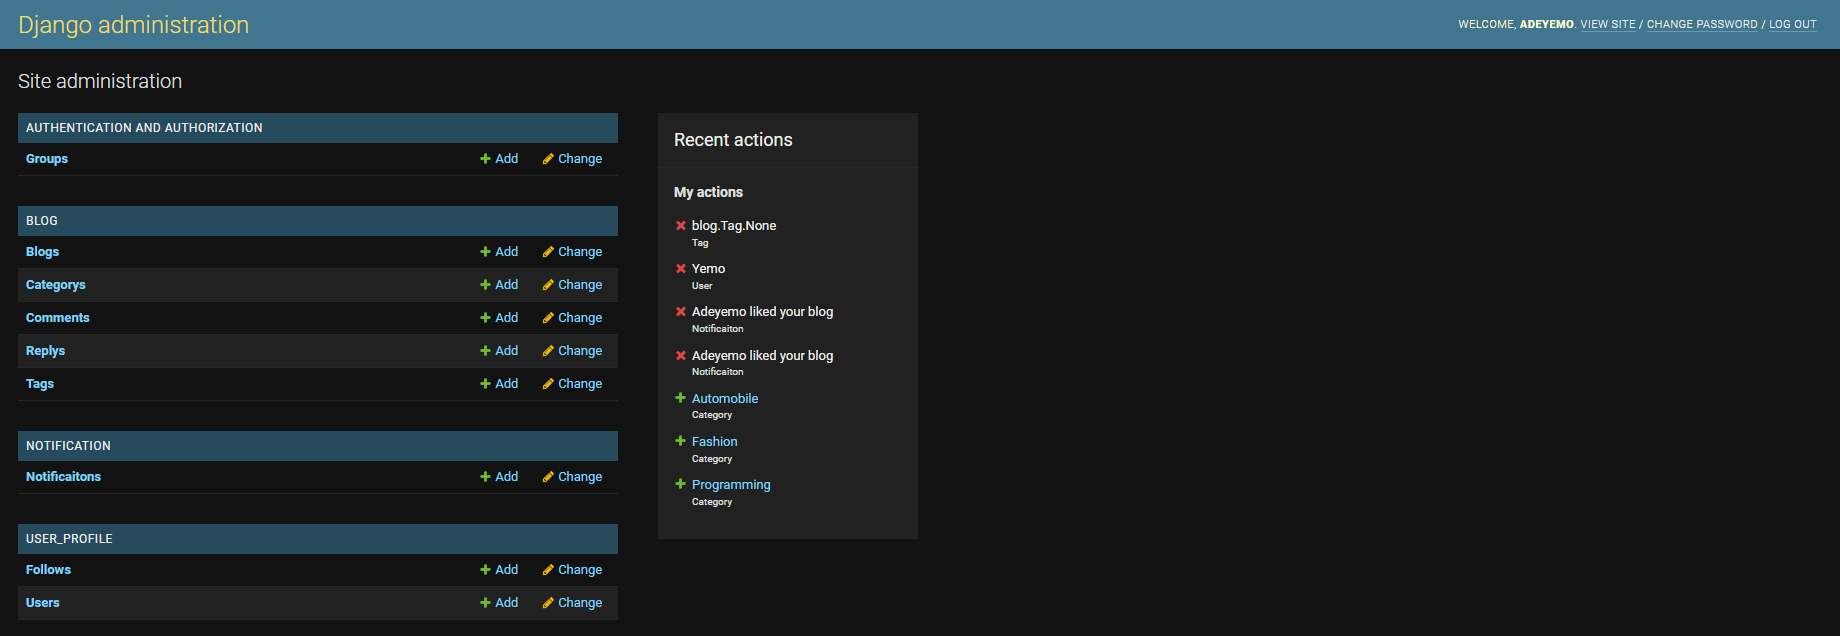 Django administration
WELCOME, ADEYEMO. VIEW SITE / CHANGE PASSWORD / LOG OUT
Site administration
AUTHENTICATION AND AUTHORIZATION
Groups Add Change
BLOG
Blogs Add Change
Categorys Add Change
Comments Add Change
Replys Add Change
Tags Add Change
NOTIFICATION
Notificaitons Add Change
USER_PROFILE
Follows Add Change
Users Add Change
Recent actions
My actions
blog.Tag.None
Tag
Yemo
User
Adeyemo liked your blog
Notificaiton
Adeyemo liked your blog
Notificaiton
Automobile
Category
Fashion
Category
Programming
Category